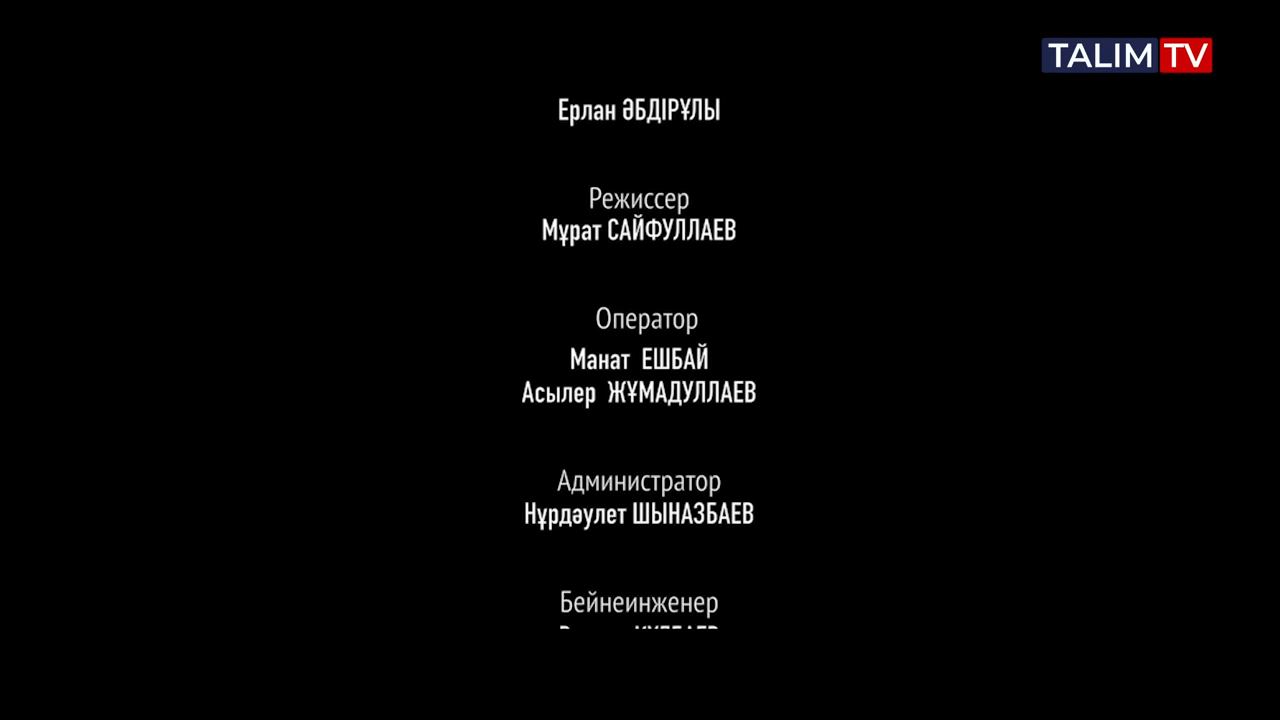 TALIM TV
Ерлан ӘБДІРҰЛЫ
Режиссер
Мұрат САЙФУЛЛАЕВ
Оператор
Манат ЕШБАЙ
Асылер ЖҰМАДУЛЛАЕВ
Администратор
Нұрдәулет ШЫНАЗБАЕВ
Бейнеинженер